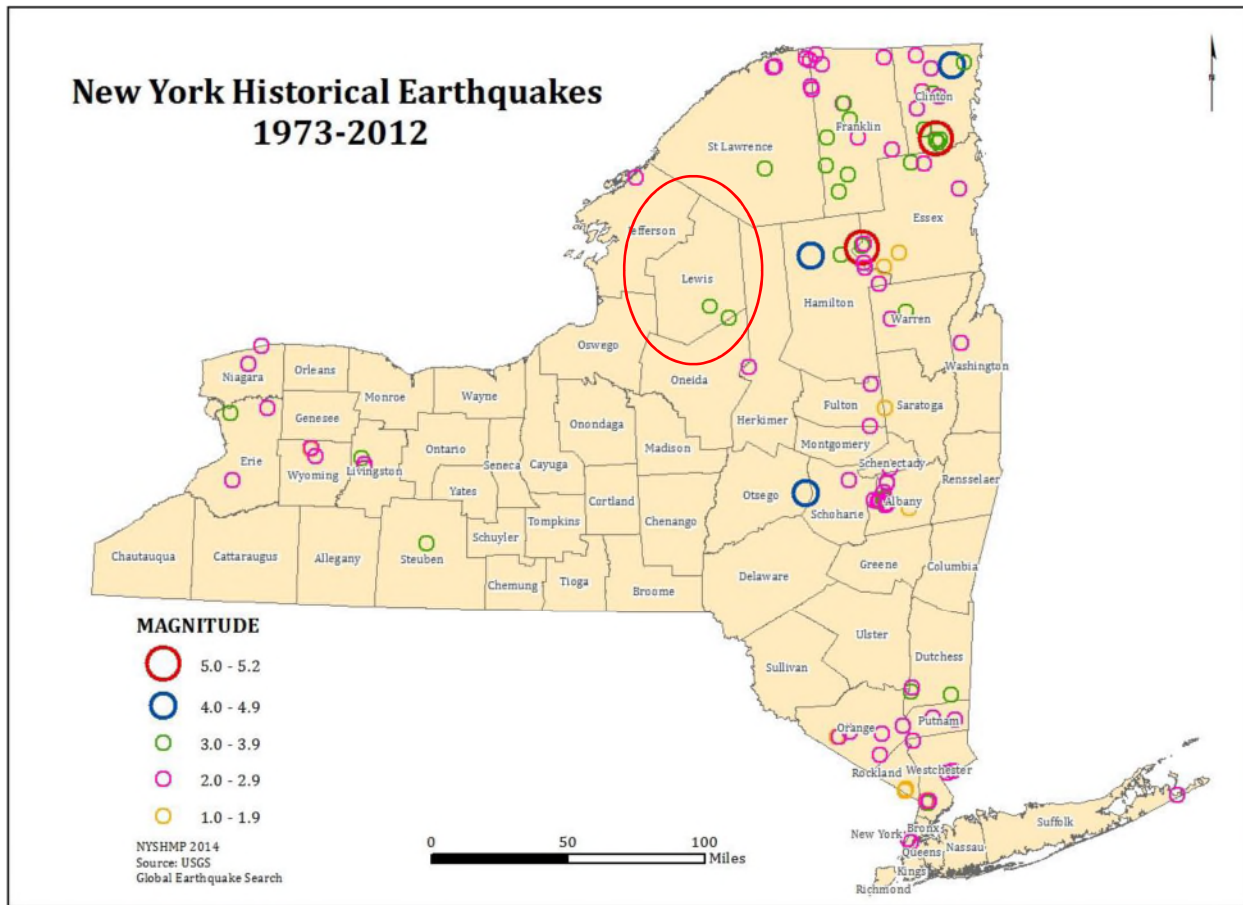 New York Historical Earthquakes
1973-2012
Clinton
Franklin
St Lawrence
Essex
Jefferson
Lewis
Hamilton
Warren
Oswego
Washington
Niagara
Orleans
Oneida
Monroe
Wayne
Fulton
Saratoga
Genesee
Herkimer
Onondaga
Madison
Montgomery
Ontario
Erie
Wyoming
Livingston
Seneca
Cayuga
Schenectady
Rensselaer
Yates
Otsego
Cortland
Schoharie
Albany
Chenango
Tompkins
Schuyler
Chautauqua
Cattaraugus
Allegany
Steuben
Greene
Columbia
Delaware
Chemung
Tioga
Broome
Ulster
Dutchess
Sullivan
Orange
Putnam
Rockland
Westchester
Suffolk
New York
Bronx
Queens
Nassau
Kings
Richmond
MAGNITUDE
5.0 - 5.2
4.0 - 4.9
3.0 - 3.9
2.0 - 2.9
1.0 - 1.9
NYSHMP 2014
Source: USGS
Global Earthquake Search
0 50 100
Miles